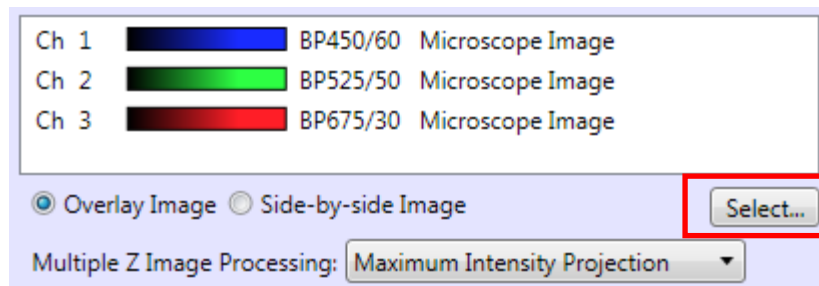 Ch 1 BP450/60 Microscope Image
Ch 2 BP525/50 Microscope Image
Ch 3 BP675/30 Microscope Image
Overlay Image Side-by-side Image Select...
Multiple Z Image Processing: Maximum Intensity Projection